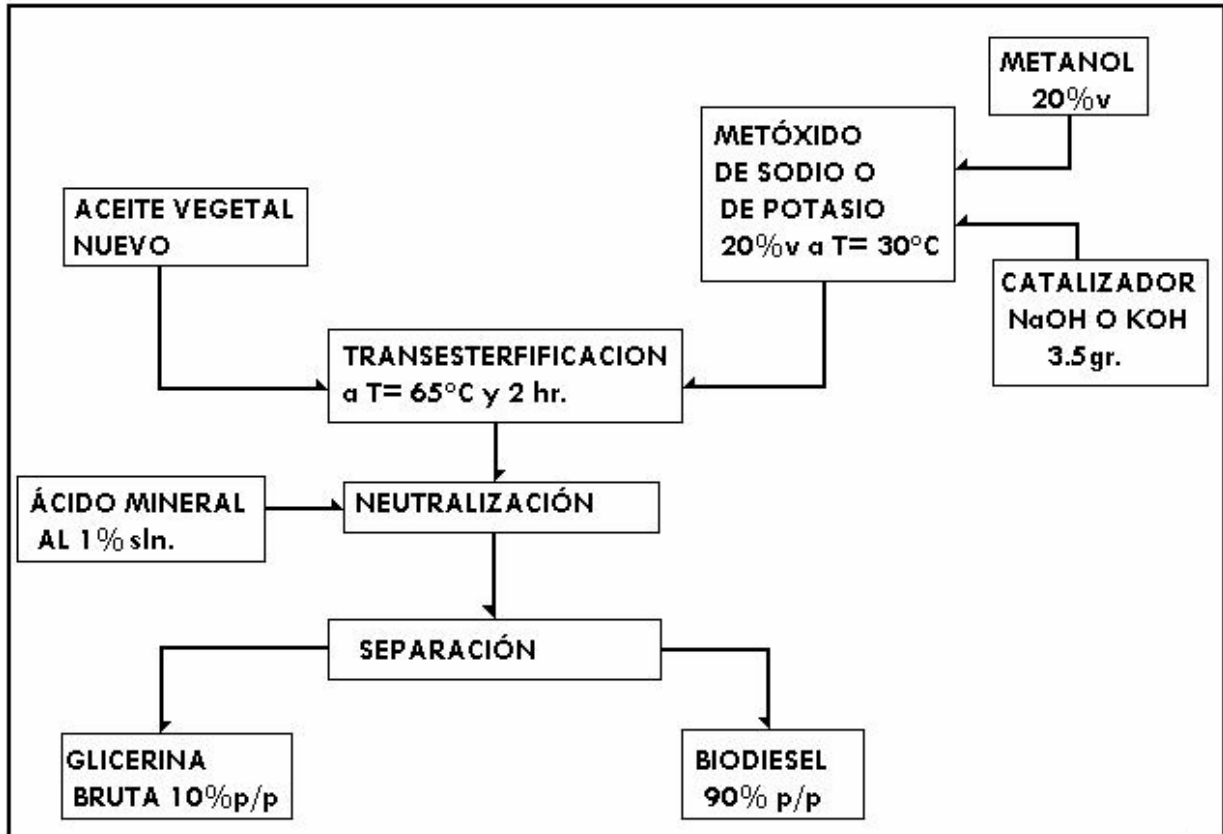 METANOL
20%v
METÓXIDO
DE SODIO O
DE POTASIO
20%v a T= 30°C
ACEITE VEGETAL
NUEVO
CATALIZADOR
NaOH O KOH
3.5gr.
TRANSESTERFIFICACION
a T= 65°C y 2 hr.
ÁCIDO MINERAL
AL 1% sln.
NEUTRALIZACIÓN
SEPARACIÓN
GLICERINA
BRUTA 10%p/p
BIODIESEL
90% p/p